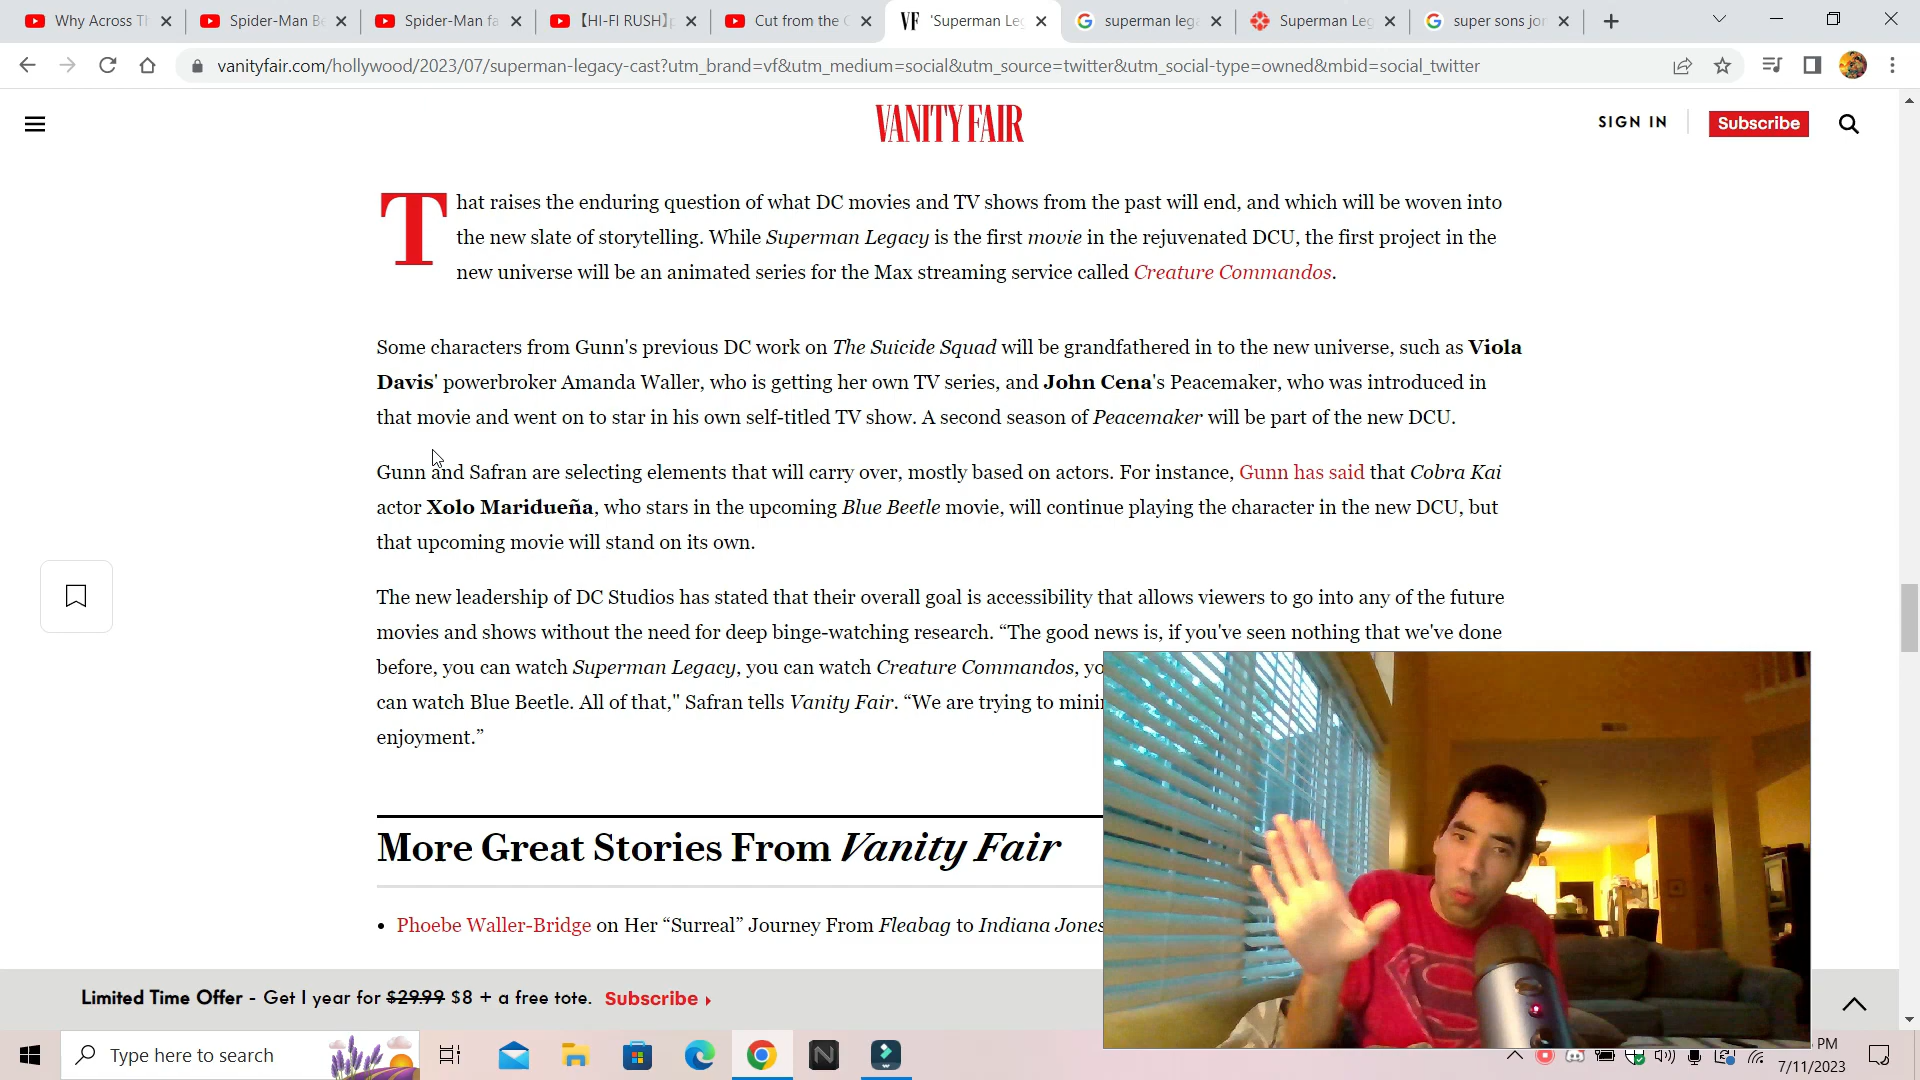 Why Across T
Spider-Man B
Spider-Man fa
【HI-FI RUSH】
Cut from the
VF 'Superman Leg
superman lega
Superman Leg
super sons jor
vanityfair.com/hollywood/2023/07/superman-legacy-cast?utm_brand=vf&utm_medium=social&utm_source=twitter&utm_social-type=owned&mbid=social_twitter
VANITY FAIR
SIGN IN
Subscribe
That raises the enduring question of what DC movies and TV shows from the past will end, and which will be woven into
the new slate of storytelling. While Superman Legacy is the first movie in the rejuvenated DCU, the first project in the
new universe will be an animated series for the Max streaming service called Creature Commandos.
Some characters from Gunn's previous DC work on The Suicide Squad will be grandfathered in to the new universe, such as Viola
Davis' powerbroker Amanda Waller, who is getting her own TV series, and John Cena's Peacemaker, who was introduced in
that movie and went on to star in his own self-titled TV show. A second season of Peacemaker will be part of the new DCU.
Gunn and Safran are selecting elements that will carry over, mostly based on actors. For instance, Gunn has said that Cobra Kai
actor Xolo Maridueña, who stars in the upcoming Blue Beetle movie, will continue playing the character in the new DCU, but
that upcoming movie will stand on its own.
The new leadership of DC Studios has stated that their overall goal is accessibility that allows viewers to go into any of the future
movies and shows without the need for deep binge-watching research. “The good news is, if you've seen nothing that we've done
before, you can watch Superman Legacy, you can watch Creature Commandos, yo
can watch Blue Beetle. All of that," Safran tells Vanity Fair. “We are trying to mini
enjoyment.”
More Great Stories From Vanity Fair
• Phoebe Waller-Bridge on Her “Surreal” Journey From Fleabag to Indiana Jones
Limited Time Offer - Get 1 year for $29.99 $8 + a free tote. Subscribe
Type here to search
PM
7/11/2023